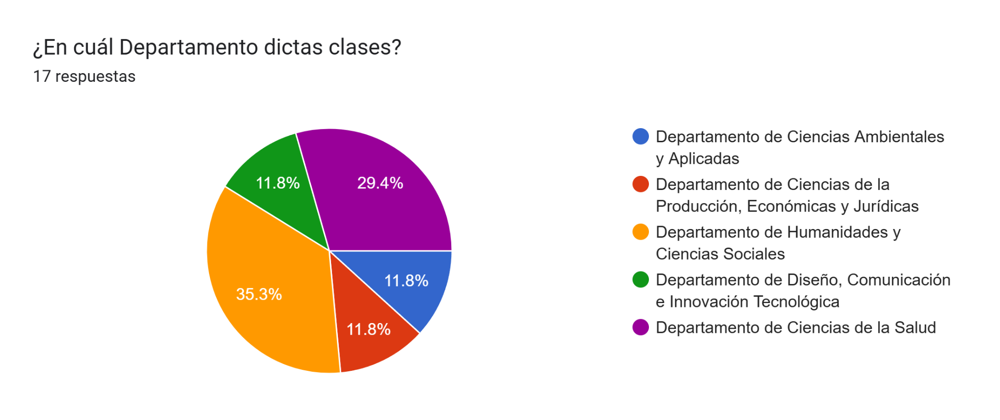 ¿En cuál Departamento dictas clases?
17 respuestas
11.8%
29.4%
35.3%
11.8%
11.8%
Departamento de Ciencias Ambientales
y Aplicadas
Departamento de Ciencias de la
Producción, Económicas y Jurídicas
Departamento de Humanidades y
Ciencias Sociales
Departamento de Diseño, Comunicación
e Innovación Tecnológica
Departamento de Ciencias de la Salud